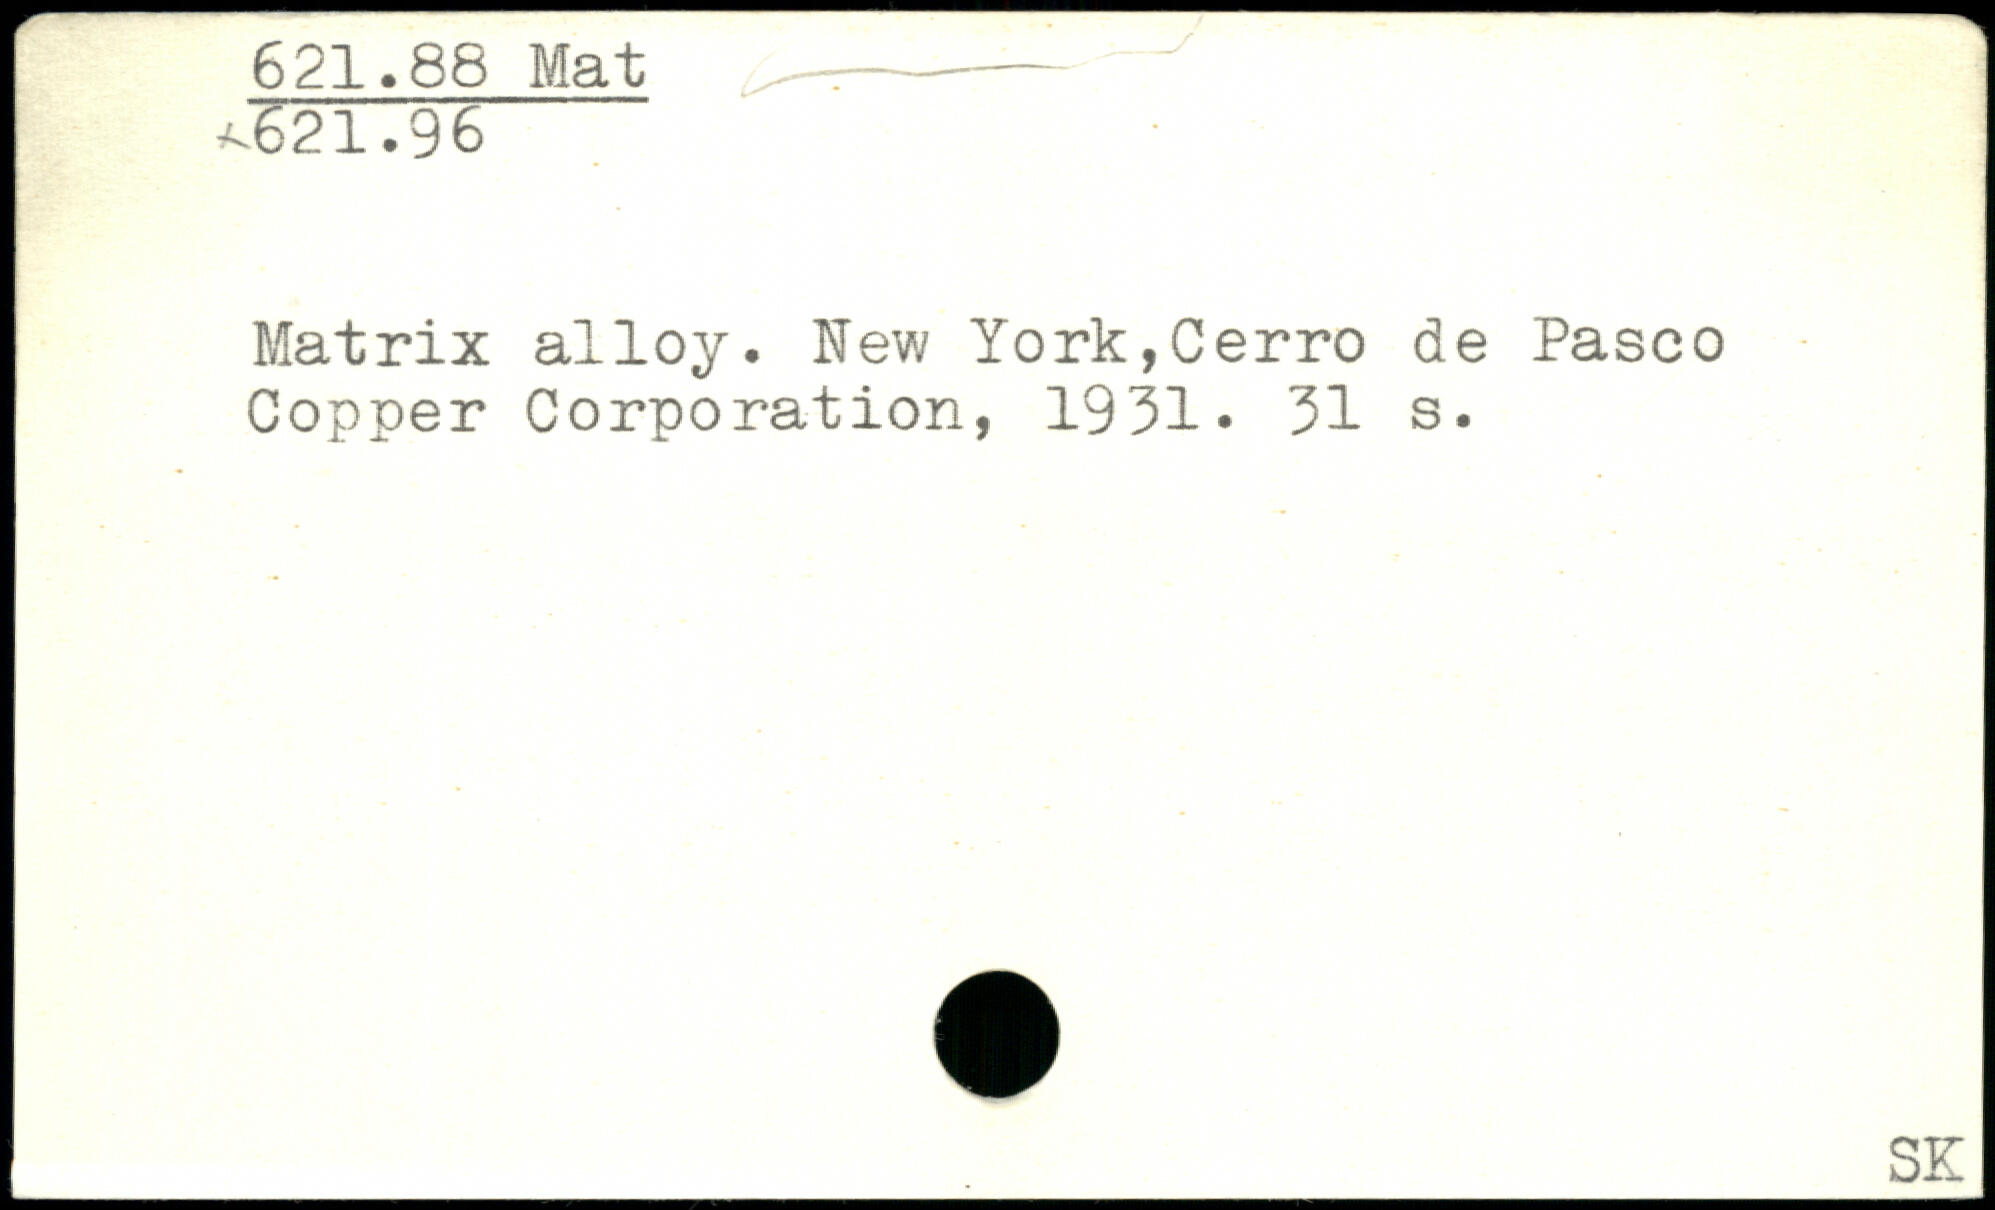 621.88 Mat
×621.96
Matrix alloy. New York,Cerro de Pasco
Copper Corporation, 1931. 31 s.
SK